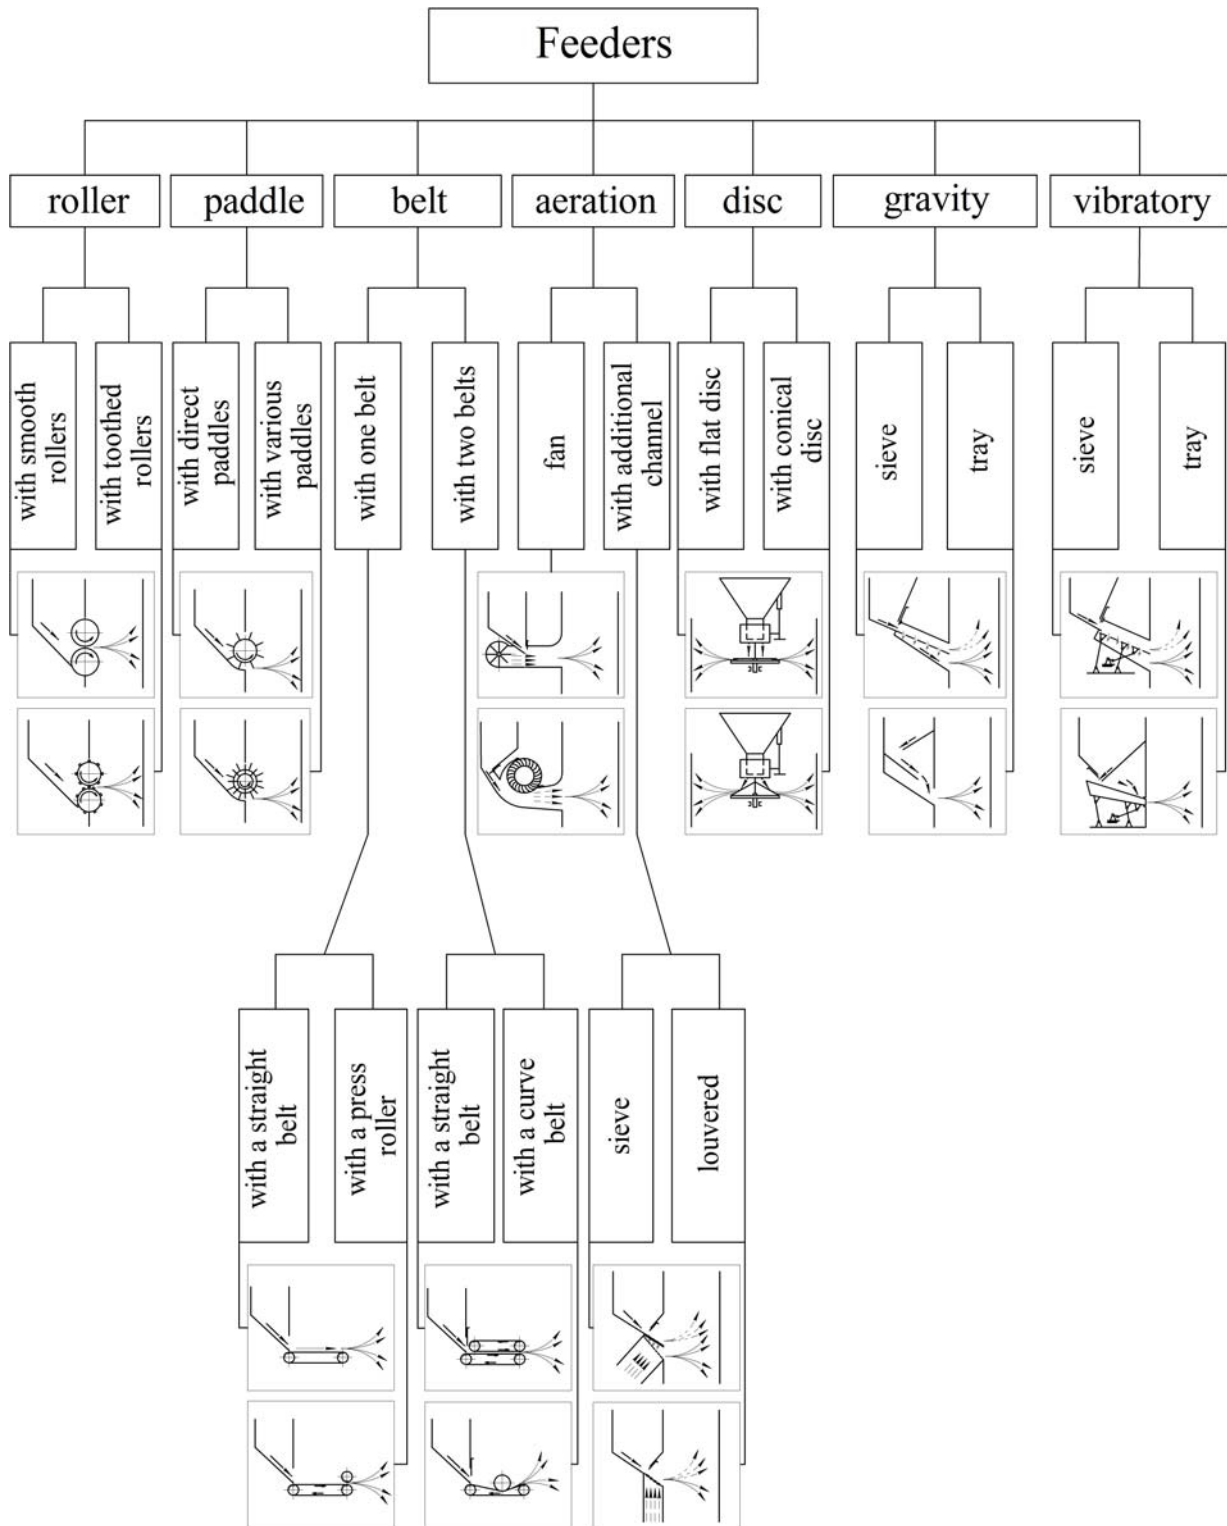 Feeders
roller
paddle
belt
aeration
disc
gravity
vibratory
with smooth
rollers
with toothed
rollers
with direct
paddles
with various
paddles
with one belt
with two belts
fan
with additional
channel
with flat disc
with conical
disc
sieve
tray
sieve
tray
with a straight
belt
with a press
roller
with a straight
belt
with a curve
belt
sieve
louvered